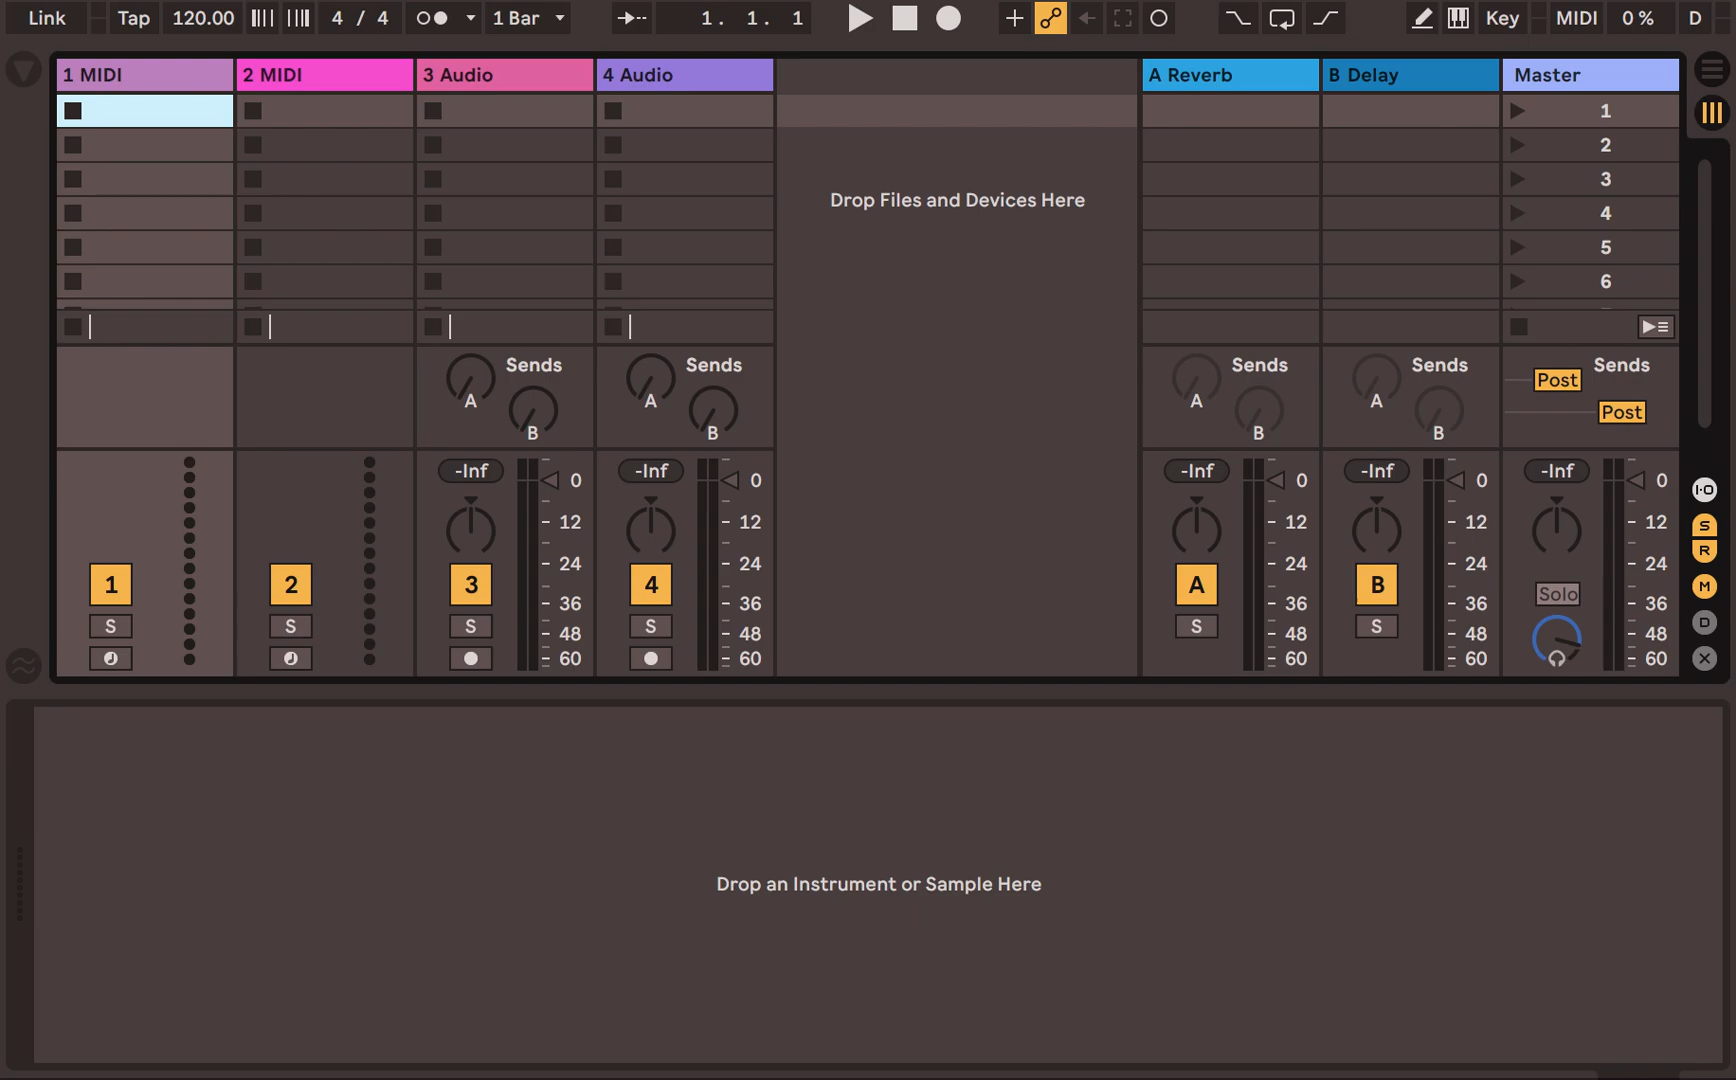 Link Tap 120.00 4 / 4 1 Bar 1. 1. 1 Key MIDI 0 % D
1 MIDI 2 MIDI 3 Audio 4 Audio A Reverb B Delay Master
1
2
Drop Files and Devices Here 3
4
5
6
Sends Sends Sends Sends Sends
A A A A Post
B B B B Post
-Inf 0 -Inf 0 -Inf 0 -Inf 0 -Inf 0 I·O
12 12 12 12 12 S
24 24 24 24 24 R
1 2 3 4 A B Solo M
36 36 36 36 36
S S S S S S D
48 48 48 48 48
60 60 60 60 60
Drop an Instrument or Sample Here